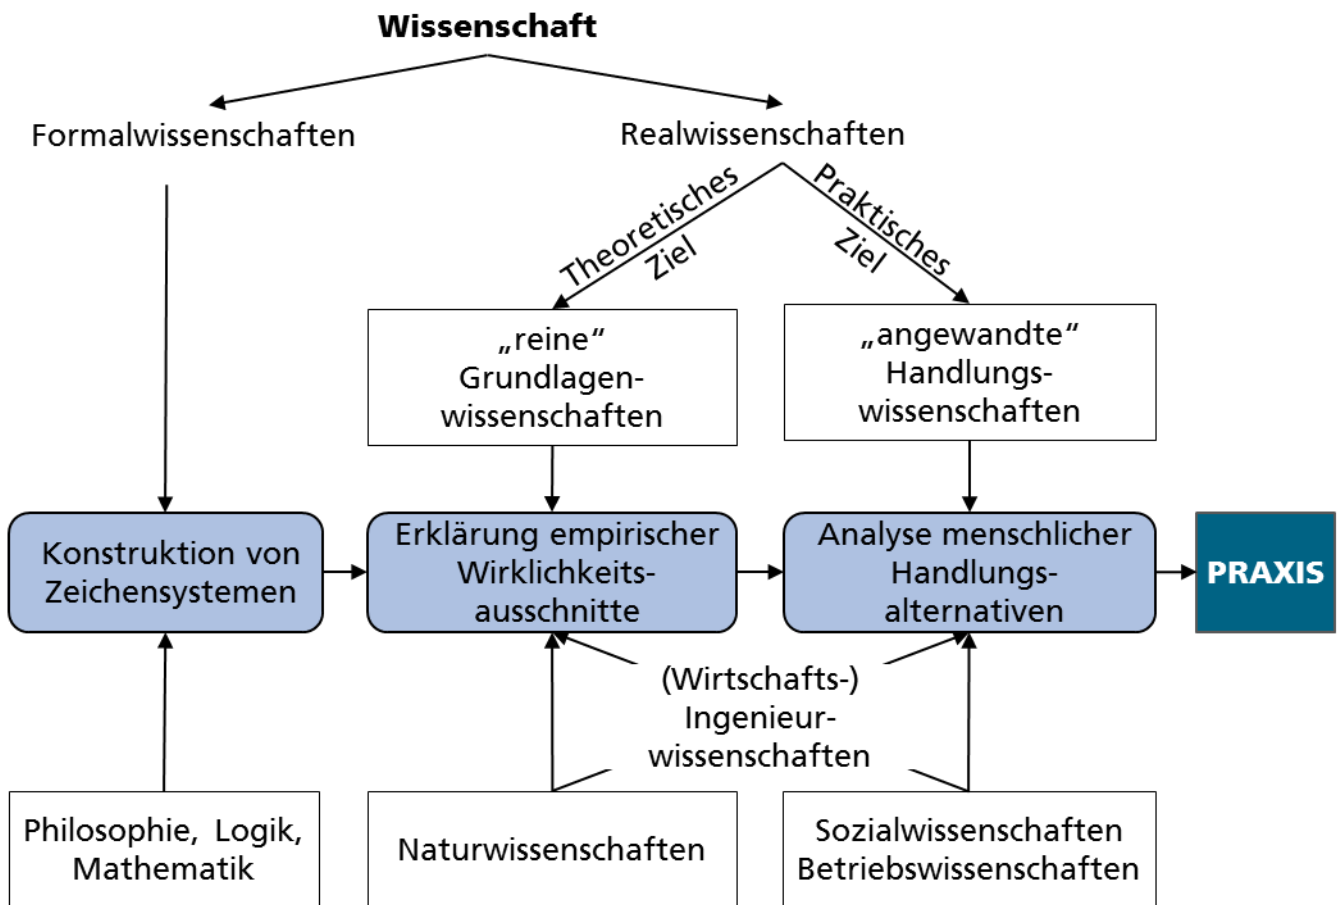 Wissenschaft
Formalwissenschaften
Realwissenschaften
Theoretisches
Ziel
Praktisches
Ziel
„reine“
Grundlagen-
wissenschaften
„angewandte“
Handlungs-
wissenschaften
Konstruktion von
Zeichensystemen
Erklärung empirischer
Wirklichkeits-
ausschnitte
Analyse menschlicher
Handlungs-
alternativen
PRAXIS
(Wirtschafts-)
Ingenieur-
wissenschaften
Philosophie, Logik,
Mathematik
Naturwissenschaften
Sozialwissenschaften
Betriebswissenschaften